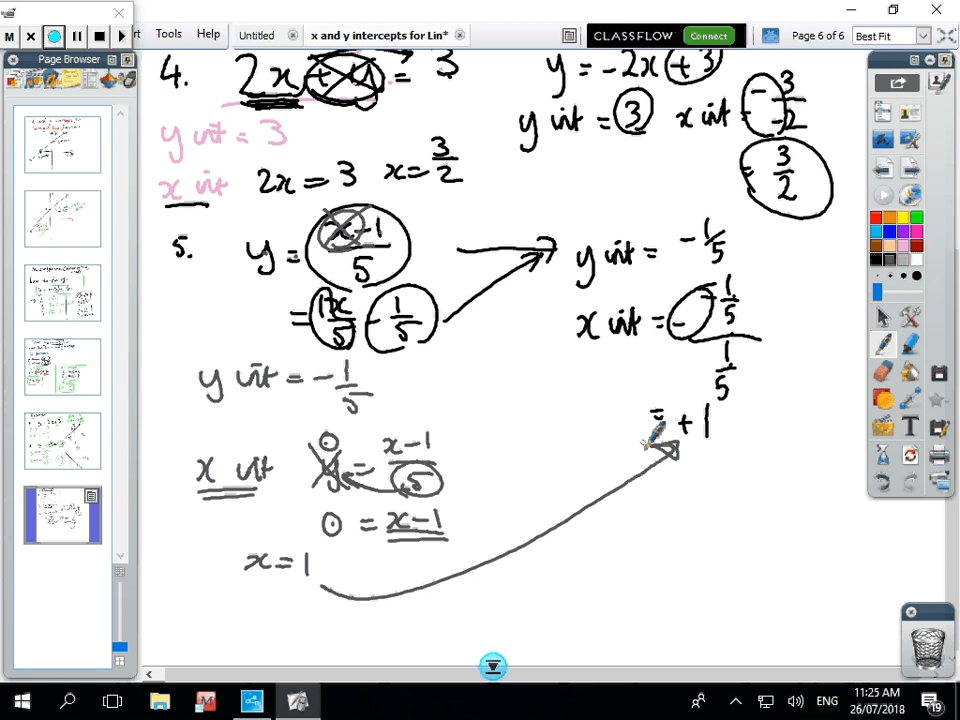 M
rt Tools Help
Untitled
x and y intercepts for Lin*
CLASSFLOW Connect
Page 6 of 6
Best Fit
Page Browser
4. 2x + y = 3
y int = 3
x int 2x = 3 x = 3/2
y = -2x + 3
y int = 3 x int = - 3/-2
= 3/2
5. y = x-1/5
= 1x/5 - 1/5
y int = -1/5
x int 0 y = x-1/5
0 = x-1
x = 1
y int = -1/5
x int = - -1/5 / 1/5
= + 1
ENG
11:25 AM
26/07/2018
19